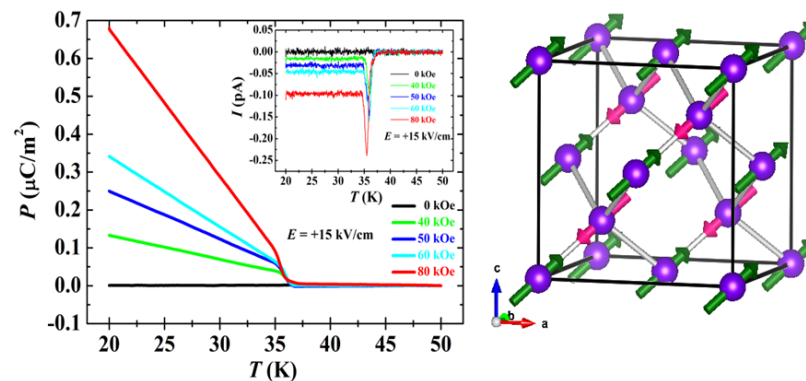 P (μC/m²)
0.7
0.6
0.5
0.4
0.3
0.2
0.1
0.0
-0.1
20 25 30 35 40 45 50
T (K)
E = +15 kV/cm
0 kOe
40 kOe
50 kOe
60 kOe
80 kOe
I (pA)
0.00
-0.05
-0.10
-0.15
-0.20
-0.25
20 25 30 35 40 45 50
T (K)
0 kOe
40 kOe
50 kOe
60 kOe
80 kOe
E = +15 kV/cm.
c
b
a